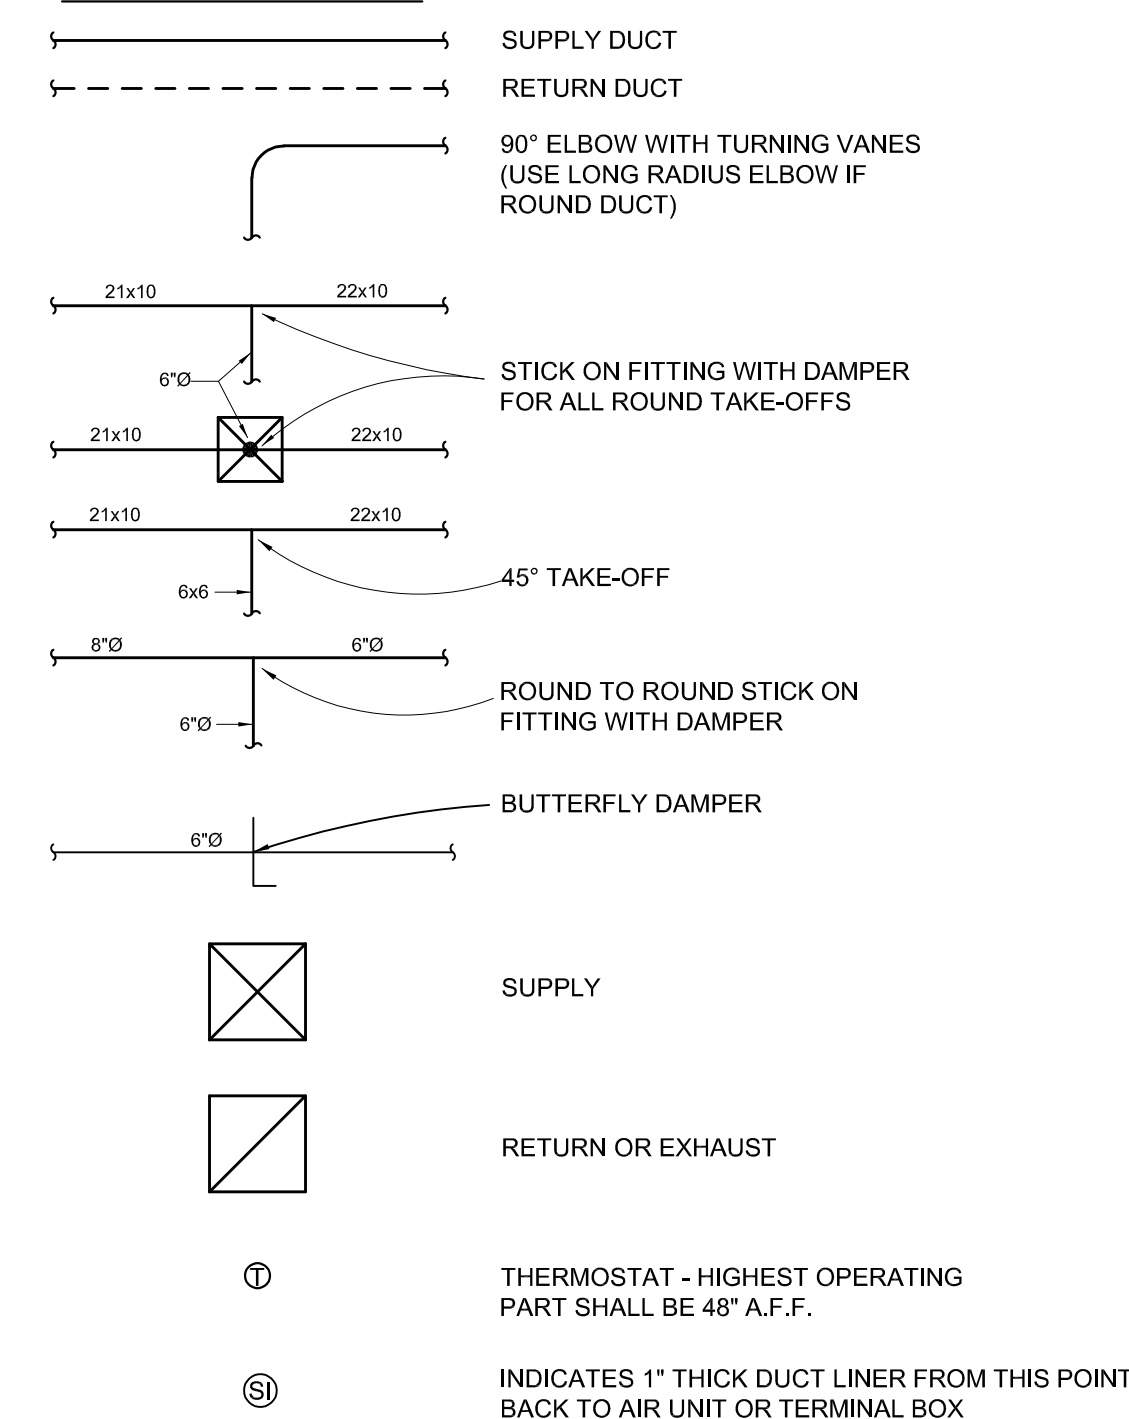 SUPPLY DUCT
RETURN DUCT
90° ELBOW WITH TURNING VANES
(USE LONG RADIUS ELBOW IF
ROUND DUCT)
21x10 22x10
6"Ø
STICK ON FITTING WITH DAMPER
FOR ALL ROUND TAKE-OFFS
21x10 22x10
21x10 22x10
45° TAKE-OFF
6x6
8"Ø 6"Ø
ROUND TO ROUND STICK ON
FITTING WITH DAMPER
6"Ø
BUTTERFLY DAMPER
6"Ø
SUPPLY
RETURN OR EXHAUST
T
THERMOSTAT - HIGHEST OPERATING
PART SHALL BE 48" A.F.F.
SI
INDICATES 1" THICK DUCT LINER FROM THIS POINT
BACK TO AIR UNIT OR TERMINAL BOX